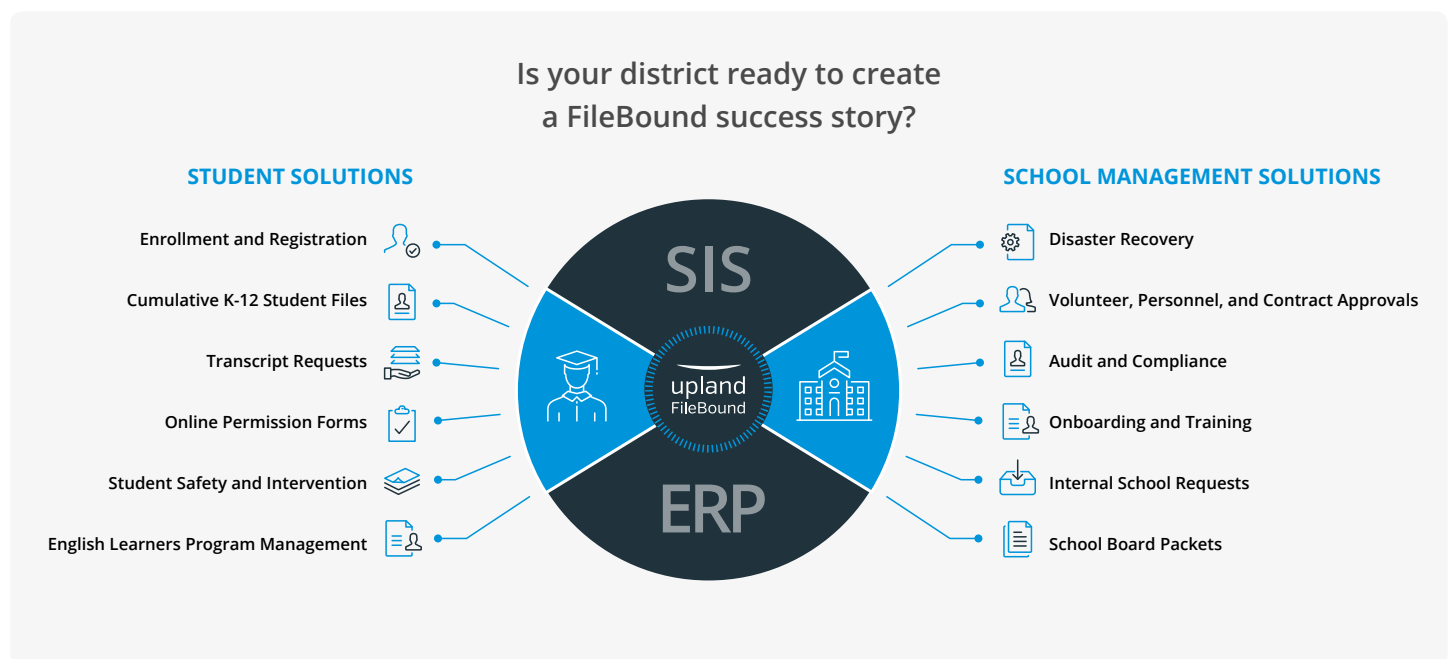 Is your district ready to create
a FileBound success story?
STUDENT SOLUTIONS
Enrollment and Registration
Cumulative K-12 Student Files
Transcript Requests
Online Permission Forms
Student Safety and Intervention
English Learners Program Management
SIS
upland
FileBound
ERP
SCHOOL MANAGEMENT SOLUTIONS
Disaster Recovery
Volunteer, Personnel, and Contract Approvals
Audit and Compliance
Onboarding and Training
Internal School Requests
School Board Packets